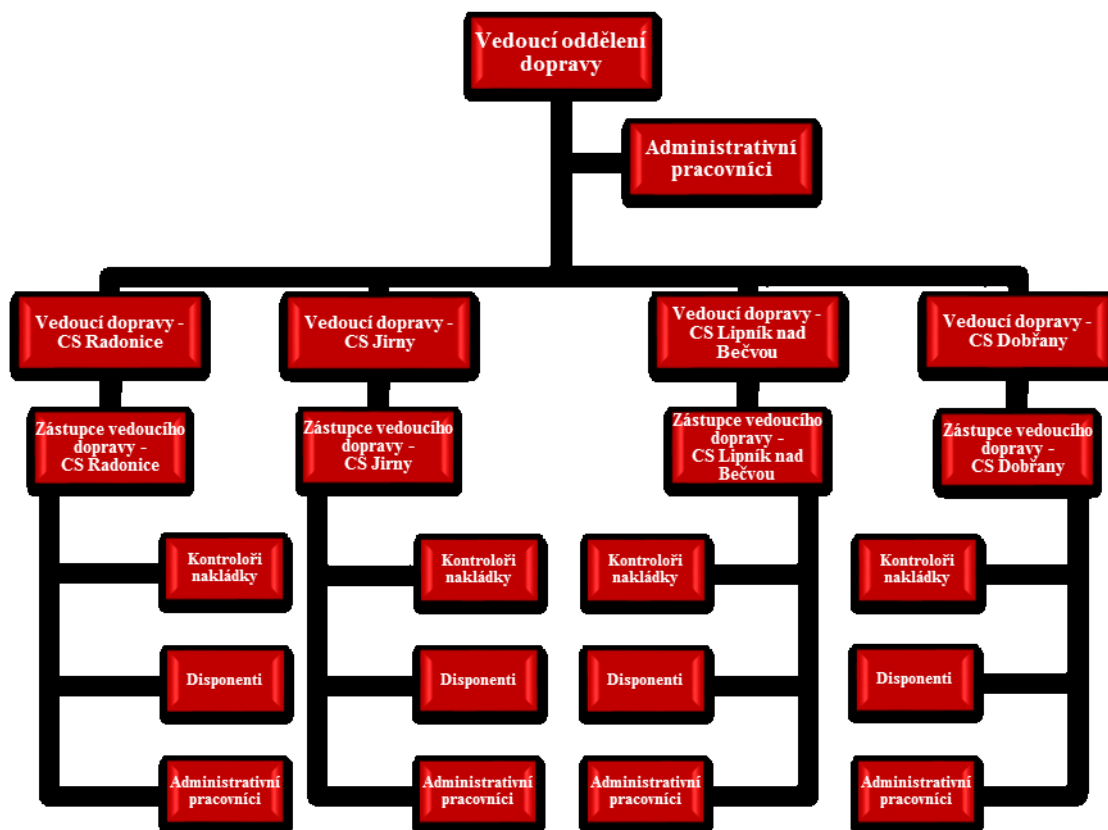 Vedoucí oddělení
dopravy
Administrativní
pracovníci
Vedoucí dopravy -
CS Radonice
Vedoucí dopravy -
CS Jirny
Vedoucí dopravy -
CS Lipník nad
Bečvou
Vedoucí dopravy -
CS Dobřany
Zástupce vedoucího
dopravy -
CS Radonice
Zástupce vedoucího
dopravy -
CS Jirny
Zástupce vedoucího
dopravy -
CS Lipník nad
Bečvou
Zástupce vedoucího
dopravy -
CS Dobřany
Kontroloři
nakládky
Kontroloři
nakládky
Kontroloři
nakládky
Kontroloři
nakládky
Disponenti
Disponenti
Disponenti
Disponenti
Administrativní
pracovníci
Administrativní
pracovníci
Administrativní
pracovníci
Administrativní
pracovníci